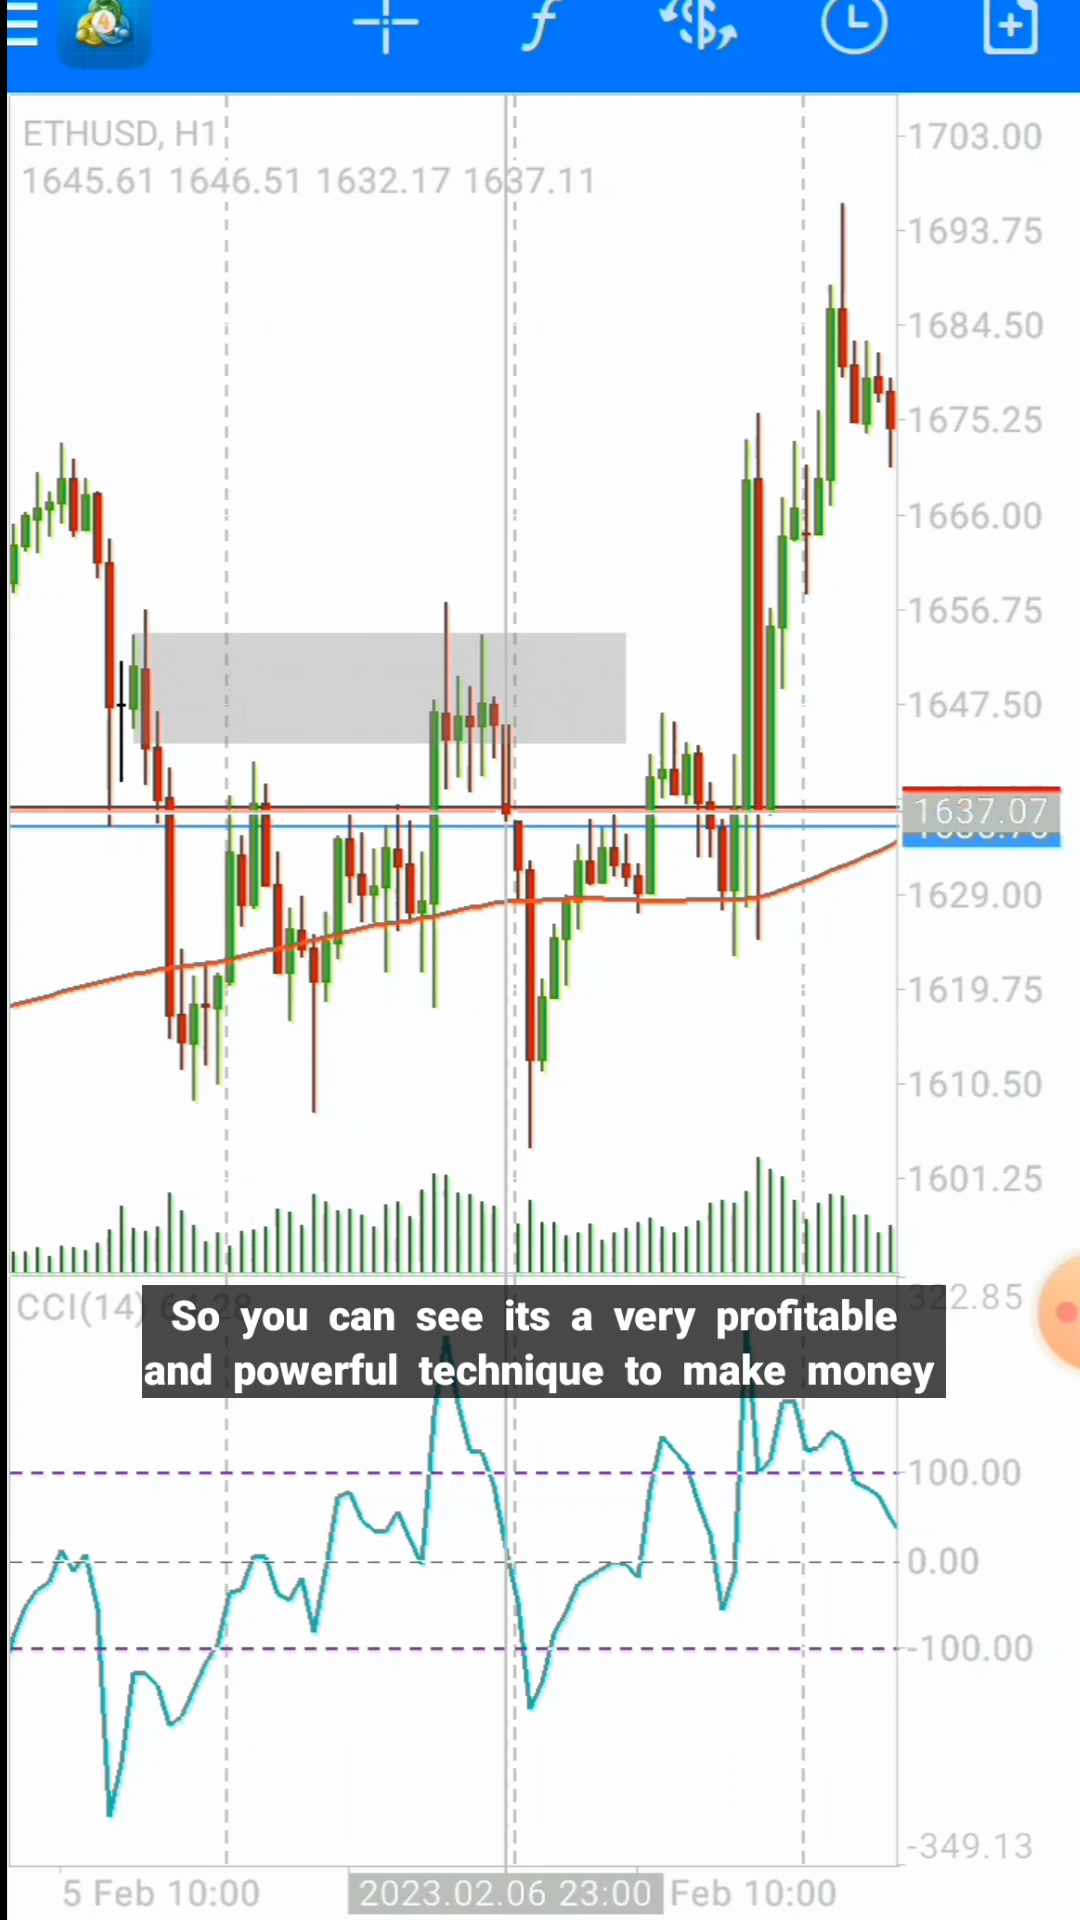 4
f
$
ETHUSD, H1
1645.61 1646.51 1632.17 1637.11
1703.00
1693.75
1684.50
1675.25
1666.00
1656.75
1647.50
1637.07
1629.00
1619.75
1610.50
1601.25
CCI(14) 64.28
322.85
So you can see its a very profitable
and powerful technique to make money
100.00
0.00
-100.00
-349.13
5 Feb 10:00 2023.02.06 23:00 Feb 10:00